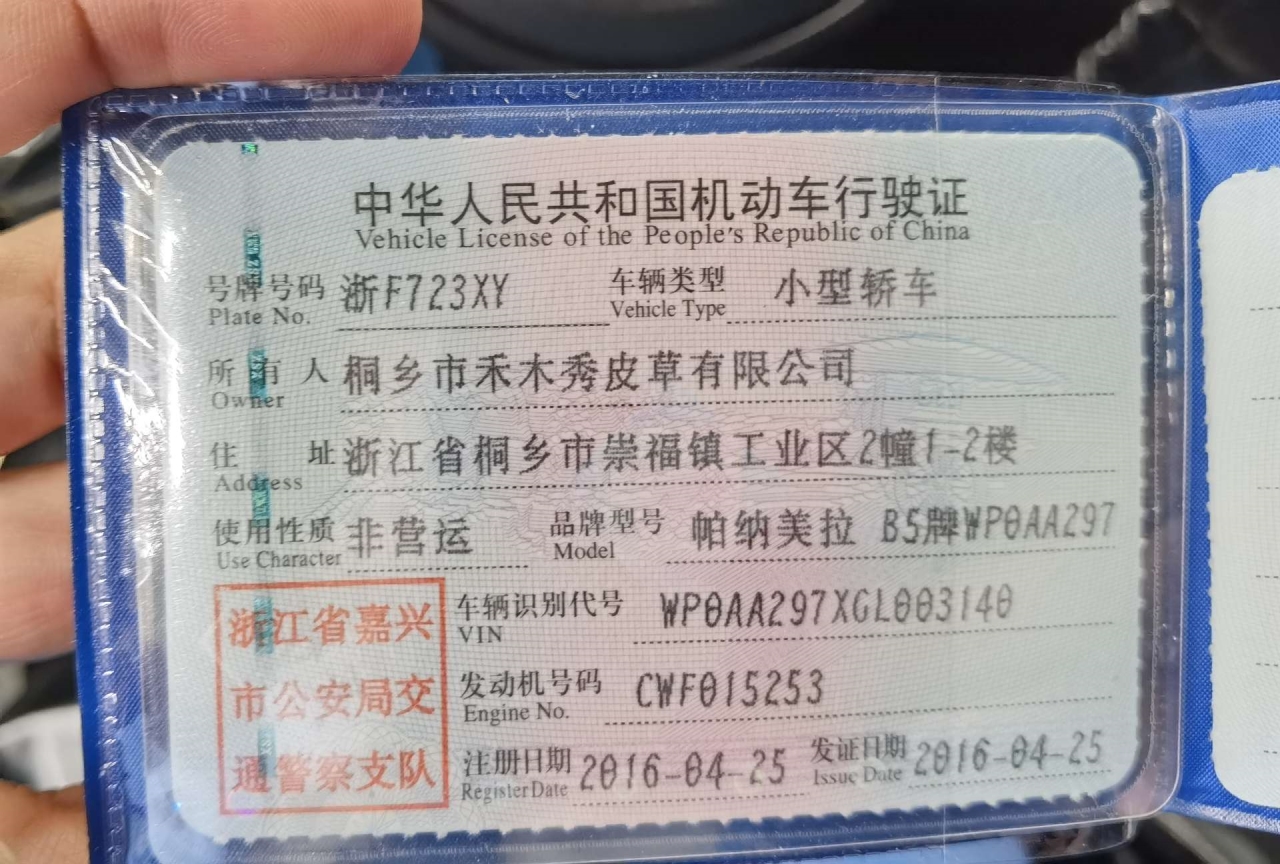 中华人民共和国机动车行驶证
Vehicle License of the People's Republic of China
号牌号码 浙F723XY 车辆类型 小型轿车
Plate No. Vehicle Type
所有人 桐乡市禾木秀皮草有限公司
Owner
住址 浙江省桐乡市崇福镇工业区2幢1-2楼
Address
使用性质 非营运 品牌型号 帕纳美拉 B5牌WP0AA297
Use Character Model
浙江省嘉兴
市公安局交
通警察支队
车辆识别代号 WP0AA297XGL003140
VIN
发动机号码 CWF015253
Engine No.
注册日期 2016-04-25 发证日期 2016-04-25
Register Date Issue Date